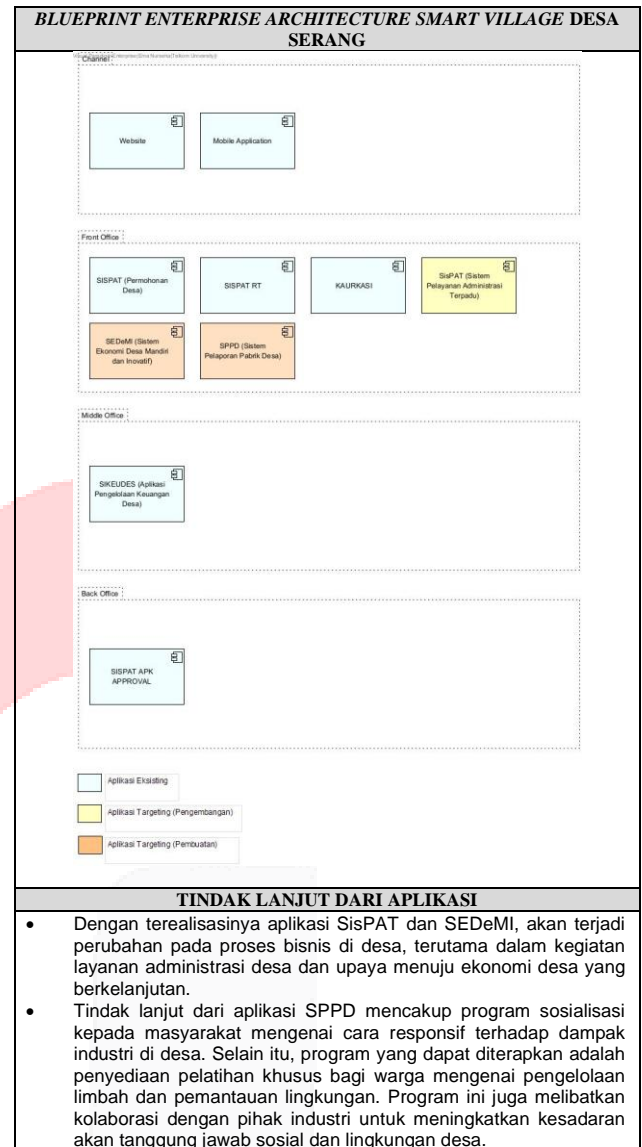 BLUEPRINT ENTERPRISE ARCHITECTURE SMART VILLAGE DESA
SERANG
Channel
Website
Mobile Application
Front Office
SISPAT (Permohonan
Desa)
SISPAT RT
KAURKASI
SisPAT (Sistem
Pelayanan Administrasi
Terpadu)
SEDeMI (Sistem
Ekonomi Desa Mandiri
dan Inovatif)
SPPD (Sistem
Pelaporan Pabrik Desa)
Middle Office
SIKEUDES (Aplikasi
Pengelolaan Keuangan
Desa)
Back Office
SISPAT APK
APPROVAL
Aplikasi Eksisting
Aplikasi Targeting (Pengembangan)
Aplikasi Targeting (Pembuatan)
TINDAK LANJUT DARI APLIKASI
• Dengan terealisasinya aplikasi SisPAT dan SEDeMI, akan terjadi
perubahan pada proses bisnis di desa, terutama dalam kegiatan
layanan administrasi desa dan upaya menuju ekonomi desa yang
berkelanjutan.
• Tindak lanjut dari aplikasi SPPD mencakup program sosialisasi
kepada masyarakat mengenai cara responsif terhadap dampak
industri di desa. Selain itu, program yang dapat diterapkan adalah
penyediaan pelatihan khusus bagi warga mengenai pengelolaan
limbah dan pemantauan lingkungan. Program ini juga melibatkan
kolaborasi dengan pihak industri untuk meningkatkan kesadaran
akan tanggung jawab sosial dan lingkungan desa.